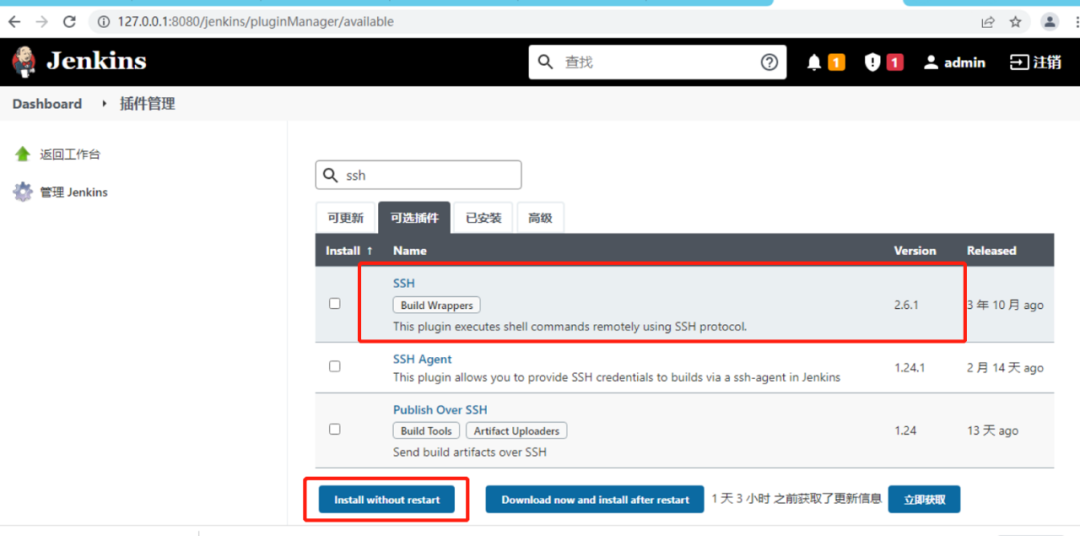 127.0.0.1:8080/jenkins/pluginManager/available
Jenkins
查找
1
1
admin
注销
Dashboard
插件管理
返回工作台
管理 Jenkins
ssh
可更新
可选插件
已安装
高级
Install ↑ Name Version Released
SSH
Build Wrappers
2.6.1
3 年 10 月 ago
This plugin executes shell commands remotely using SSH protocol.
SSH Agent
1.24.1
2 月 14 天 ago
This plugin allows you to provide SSH credentials to builds via a ssh-agent in Jenkins
Publish Over SSH
Build Tools Artifact Uploaders
1.24
13 天 ago
Send build artifacts over SSH
Install without restart
Download now and install after restart
1 天 3 小时 之前获取了更新信息
立即获取